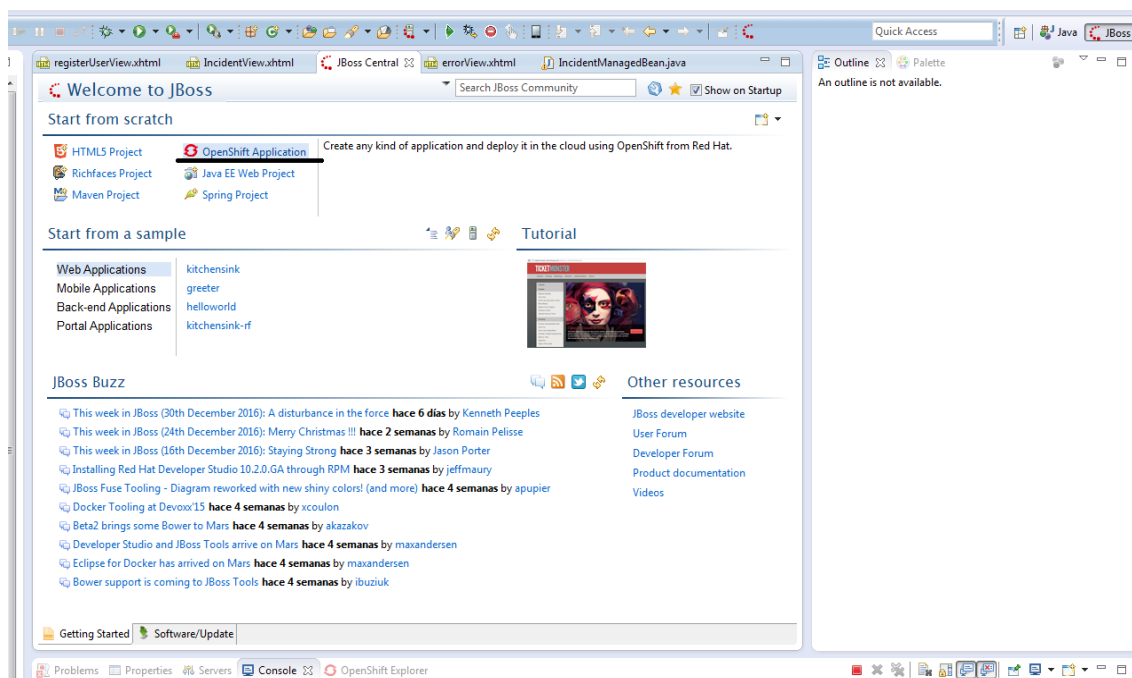 Quick Access
Java
JBoss
registerUserView.xhtml
IncidentView.xhtml
JBoss Central
errorView.xhtml
IncidentManagedBean.java
Outline
Palette
An outline is not available.
Welcome to JBoss
Search JBoss Community
Show on Startup
Start from scratch
HTML5 Project
OpenShift Application
Create any kind of application and deploy it in the cloud using OpenShift from Red Hat.
Richfaces Project
Java EE Web Project
Maven Project
Spring Project
Start from a sample
Tutorial
Web Applications
kitchensink
Mobile Applications
greeter
Back-end Applications
helloworld
Portal Applications
kitchensink-rf
TICKETMONSTER
JBoss Buzz
Other resources
This week in JBoss (30th December 2016): A disturbance in the force hace 6 días by Kenneth Peeples
This week in JBoss (24th December 2016): Merry Christmas !!! hace 2 semanas by Romain Pelisse
This week in JBoss (16th December 2016): Staying Strong hace 3 semanas by Jason Porter
Installing Red Hat Developer Studio 10.2.0.GA through RPM hace 3 semanas by jeffmaury
JBoss Fuse Tooling - Diagram reworked with new shiny colors! (and more) hace 4 semanas by apupier
Docker Tooling at Devoxx'15 hace 4 semanas by xcoulon
Beta2 brings some Bower to Mars hace 4 semanas by akazakov
Developer Studio and JBoss Tools arrive on Mars hace 4 semanas by maxandersen
Eclipse for Docker has arrived on Mars hace 4 semanas by maxandersen
Bower support is coming to JBoss Tools hace 4 semanas by ibuziuk
JBoss developer website
User Forum
Developer Forum
Product documentation
Videos
Getting Started
Software/Update
Problems
Properties
Servers
Console
OpenShift Explorer